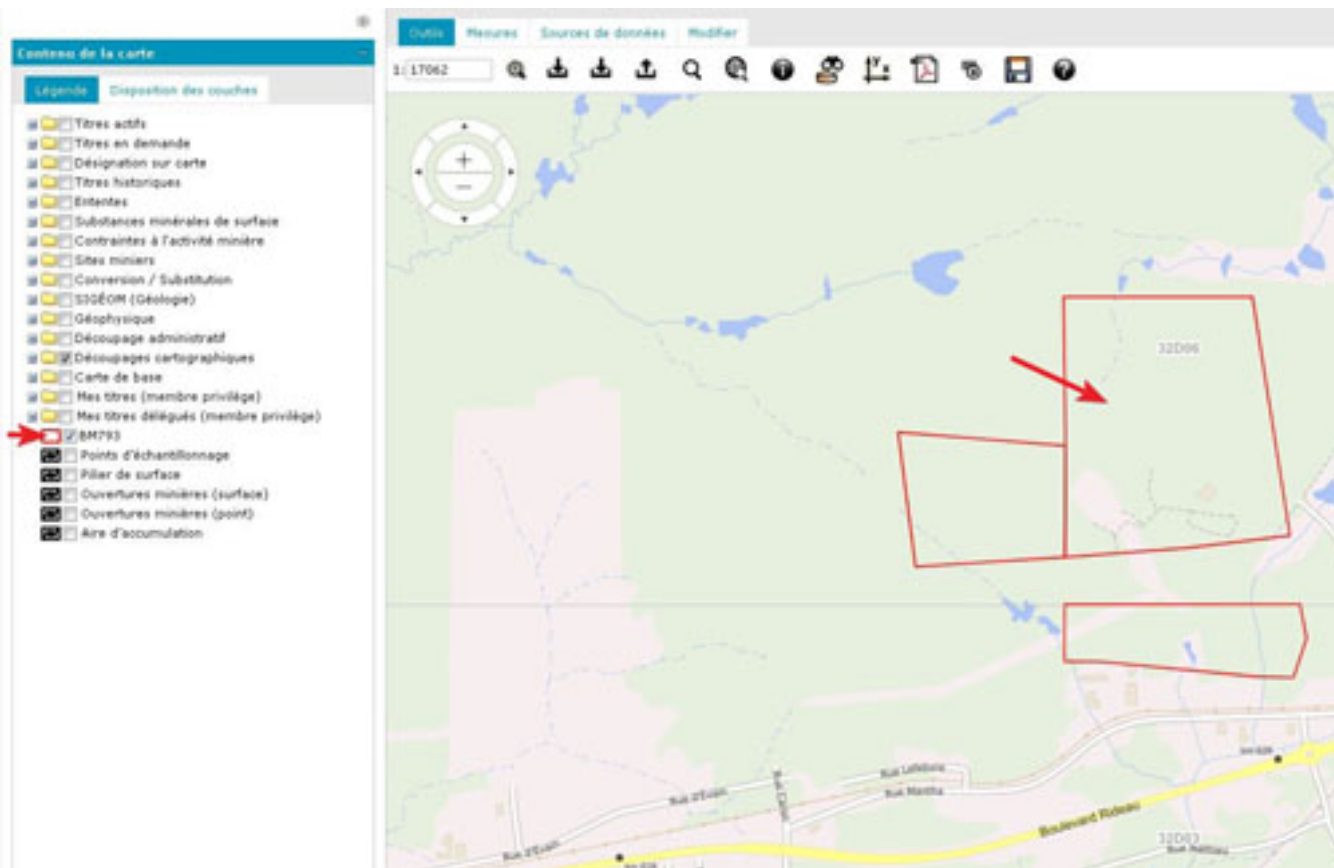 Contenu de la carte
Légende Disposition des couches
Titres actifs
Titres en demande
Désignation sur carte
Titres historiques
Ententes
Substances minérales de surface
Contraintes à l'activité minière
Sites miniers
Conversion / Substitution
SIGÉOM (Géologie)
Géophysique
Découpage administratif
Découpages cartographiques
Carte de base
Mes titres (membre privilège)
Mes titres délégués (membre privilège)
BM793
Points d'échantillonnage
Pilier de surface
Ouvertures minières (surface)
Ouvertures minières (point)
Aire d'accumulation
Outils Mesures Sources de données Modifier
1: 17062
32D06
Rue Lefebvre
Rue d'Évain
Rue Mantha
Boulevard Rideau
32D03
Rue d'Évain